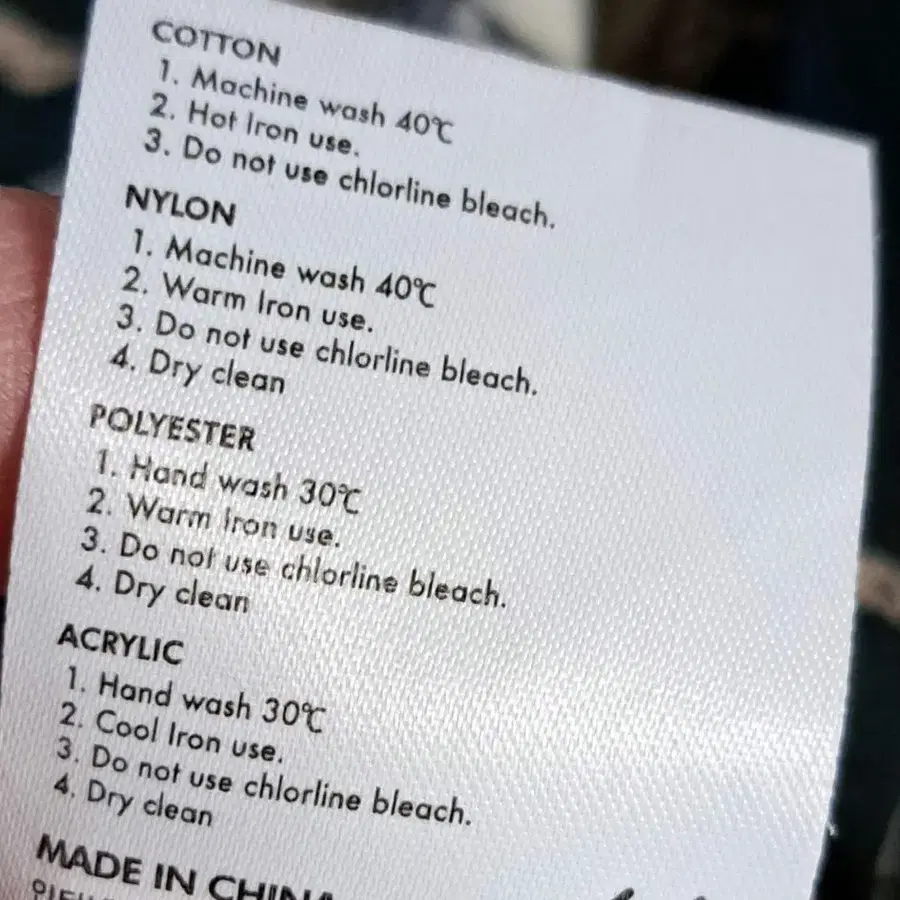 COTTON
1. Machine wash 40℃
2. Hot Iron use.
3. Do not use chlorline bleach.
NYLON
1. Machine wash 40℃
2. Warm Iron use.
3. Do not use chlorline bleach.
4. Dry clean
POLYESTER
1. Hand wash 30℃
2. Warm Iron use.
3. Do not use chlorline bleach.
4. Dry clean
ACRYLIC
1. Hand wash 30℃
2. Cool Iron use.
3. Do not use chlorline bleach.
4. Dry clean
MADE IN CHINA